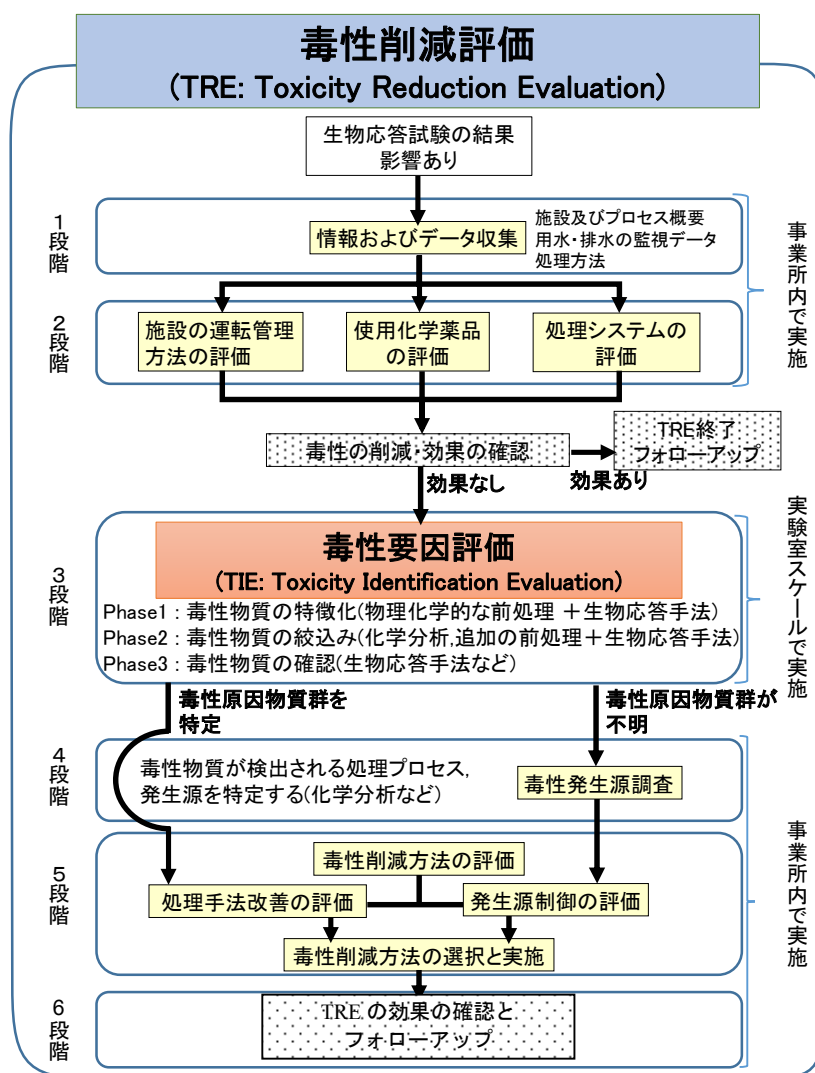 毒性削減評価
(TRE: Toxicity Reduction Evaluation)
生物応答試験の結果
影響あり
1段階
情報およびデータ収集
施設及びプロセス概要
用水・排水の監視データ
処理方法
事業所内で実施
2段階
施設の運転管理
方法の評価
使用化学薬品
の評価
処理システムの
評価
毒性の削減・効果の確認
TRE終了
フォローアップ
効果なし
効果あり
3段階
毒性要因評価
(TIE: Toxicity Identification Evaluation)
Phase1：毒性物質の特徴化(物理化学的な前処理 ＋生物応答手法)
Phase2：毒性物質の絞込み(化学分析,追加の前処理＋生物応答手法)
Phase3：毒性物質の確認(生物応答手法など)
実験室スケールで実施
毒性原因物質群を
特定
毒性原因物質群が
不明
4段階
毒性物質が検出される処理プロセス,
発生源を特定する(化学分析など)
毒性発生源調査
事業所内で実施
5段階
毒性削減方法の評価
処理手法改善の評価
発生源制御の評価
毒性削減方法の選択と実施
6段階
TRE の効果の確認と
フォローアップ